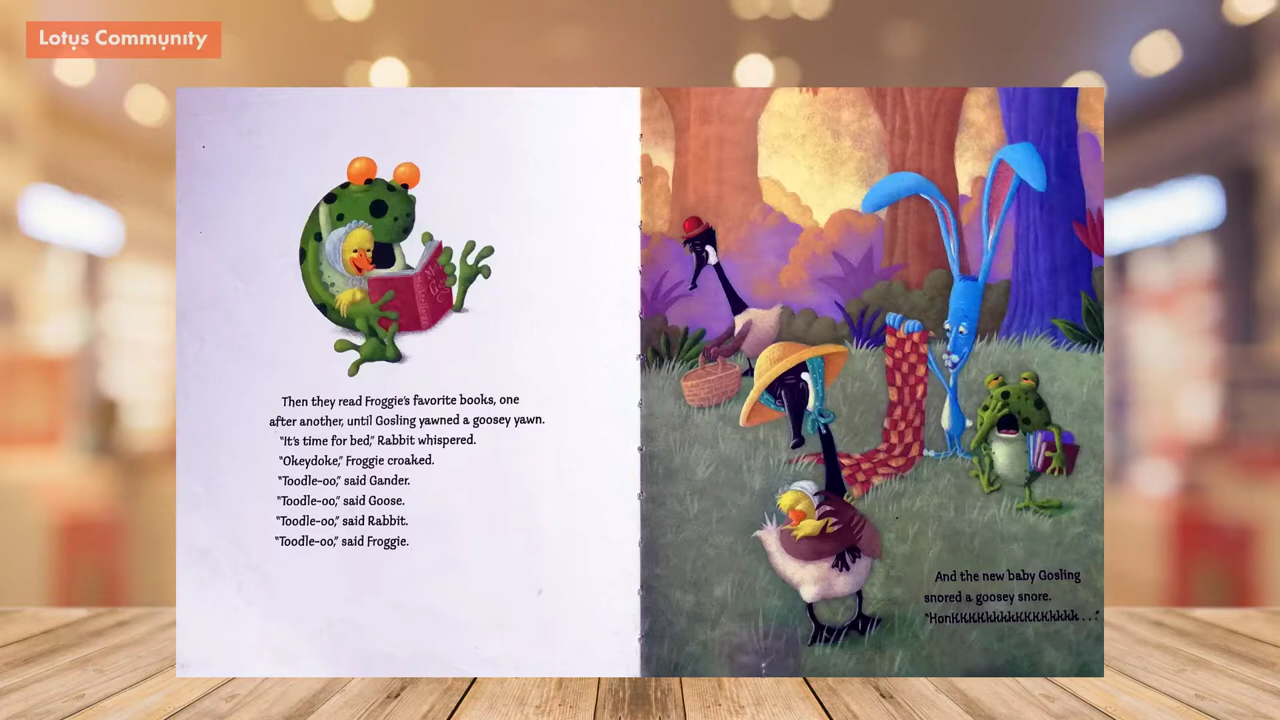 Lotus Community
Then they read Froggie's favorite books, one
after another, until Gosling yawned a goosey yawn.
"It's time for bed," Rabbit whispered.
"Okeydoke," Froggie croaked.
"Toodle-oo," said Gander.
"Toodle-oo," said Goose.
"Toodle-oo," said Rabbit.
"Toodle-oo," said Froggie.
And the new baby Gosling
snored a goosey snore.